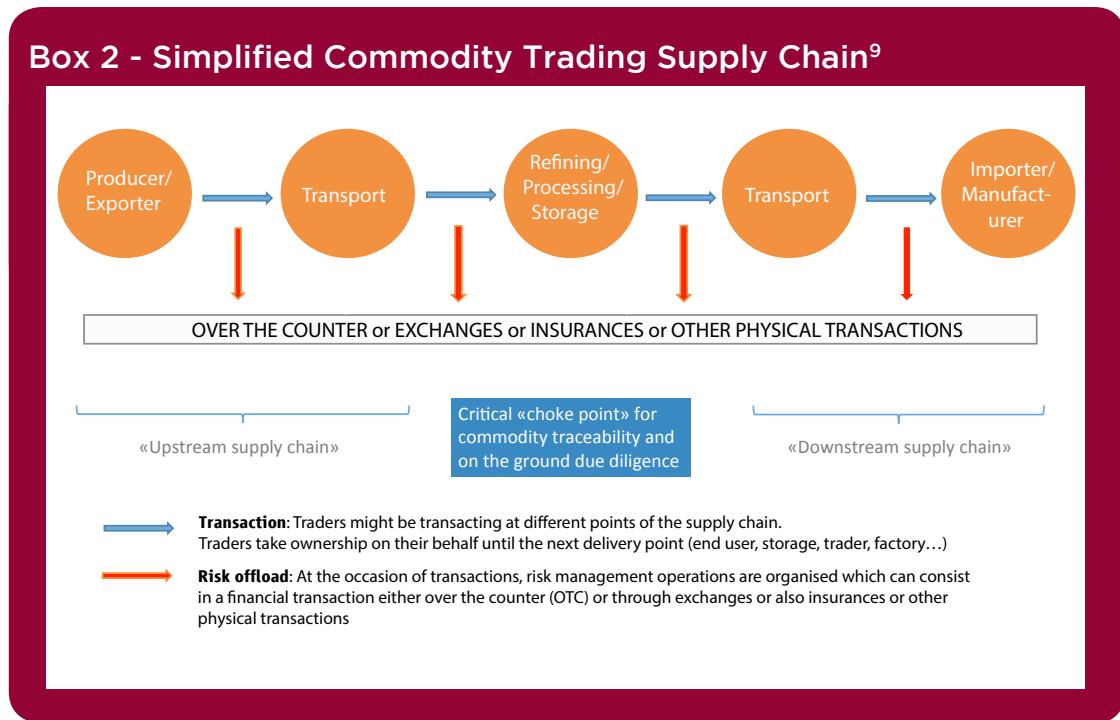 Box 2 - Simplified Commodity Trading Supply Chain⁹
Producer/
Exporter
Transport
Refining/
Processing/
Storage
Transport
Importer/
Manufact-
urer
OVER THE COUNTER or EXCHANGES or INSURANCES or OTHER PHYSICAL TRANSACTIONS
«Upstream supply chain»
Critical «choke point» for
commodity traceability and
on the ground due diligence
«Downstream supply chain»
Transaction: Traders might be transacting at different points of the supply chain.
Traders take ownership on their behalf until the next delivery point (end user, storage, trader, factory…)
Risk offload: At the occasion of transactions, risk management operations are organised which can consist
in a financial transaction either over the counter (OTC) or through exchanges or also insurances or other
physical transactions